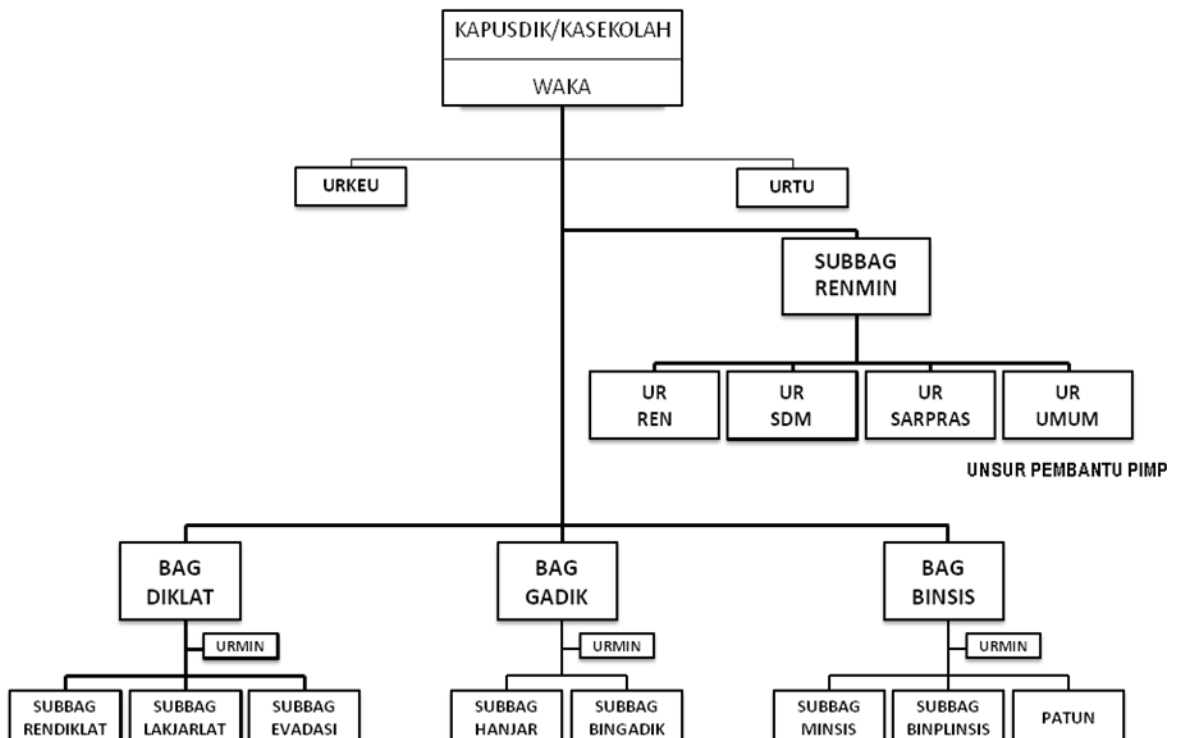 KAPUSDIK/KASEKOLAH
WAKA
URKEU
URTU
SUBBAG
RENMIN
UR
REN
UR
SDM
UR
SARPRAS
UR
UMUM
UNSUR PEMBANTU PIMP
BAG
DIKLAT
BAG
GADIK
BAG
BINSIS
URMIN
URMIN
URMIN
SUBBAG
RENDIKLAT
SUBBAG
LAKJARLAT
SUBBAG
EVADASI
SUBBAG
HANJAR
SUBBAG
BINGADIK
SUBBAG
MINSIS
SUBBAG
BINPLINSIS
PATUN